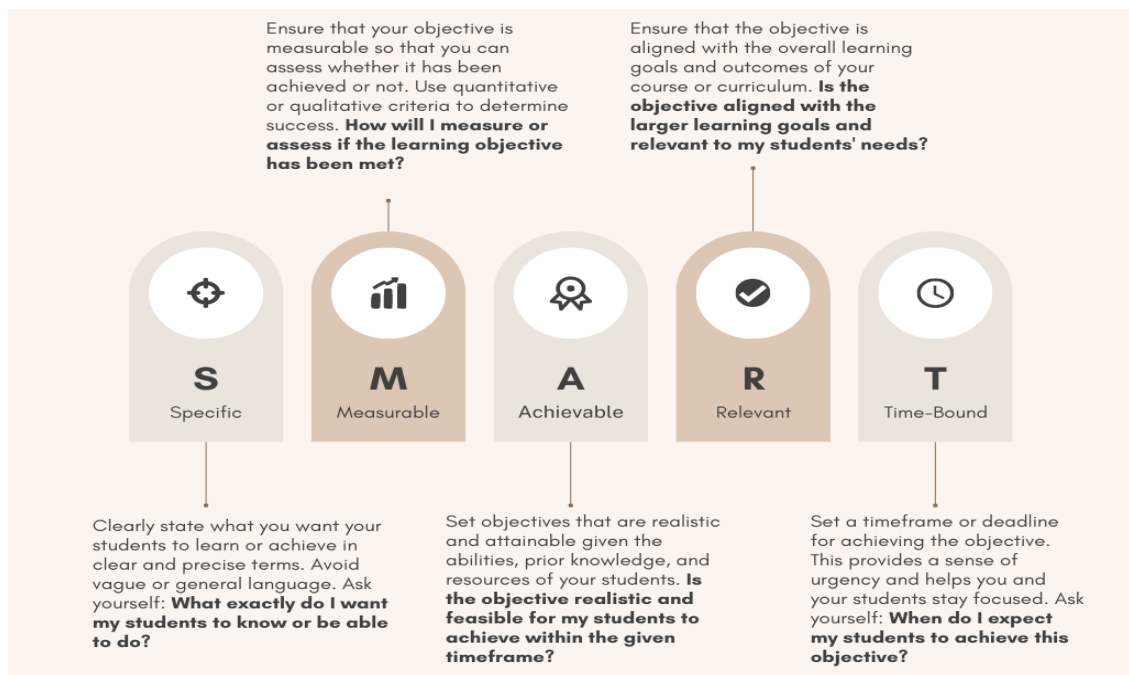 Ensure that your objective is
measurable so that you can
assess whether it has been
achieved or not. Use quantitative
or qualitative criteria to determine
success. How will I measure or
assess if the learning objective
has been met?
Ensure that the objective is
aligned with the overall learning
goals and outcomes of your
course or curriculum. Is the
objective aligned with the
larger learning goals and
relevant to my students' needs?
S
Specific
M
Measurable
A
Achievable
R
Relevant
T
Time-Bound
Clearly state what you want your
students to learn or achieve in
clear and precise terms. Avoid
vague or general language. Ask
yourself: What exactly do I want
my students to know or be able
to do?
Set objectives that are realistic
and attainable given the
abilities, prior knowledge, and
resources of your students. Is
the objective realistic and
feasible for my students to
achieve within the given
timeframe?
Set a timeframe or deadline
for achieving the objective.
This provides a sense of
urgency and helps you and
your students stay focused. Ask
yourself: When do I expect
my students to achieve this
objective?